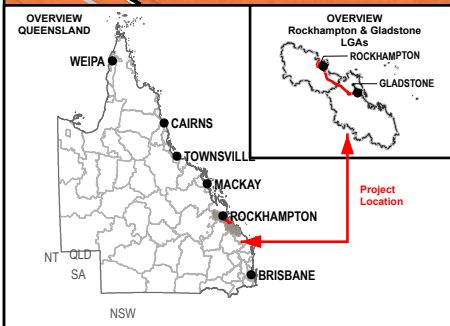 OVERVIEW
QUEENSLAND
WEIPA
CAIRNS
TOWNSVILLE
MACKAY
ROCKHAMPTON
BRISBANE
NT
QLD
SA
NSW
OVERVIEW
Rockhampton & Gladstone
LGAs
ROCKHAMPTON
GLADSTONE
Project
Location